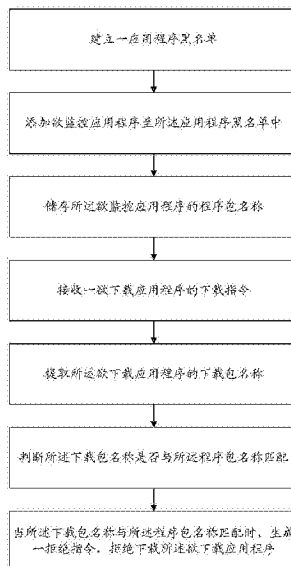 建立一应用程序黑名单
添加欲监控应用程序至所述应用程序黑名单中
储存所述欲监控应用程序的程序包名称
接收一欲下载应用程序的下载指令
提取所述欲下载应用程序的下载包名称
判断所述下载包名称是否与所述程序包名称匹配
当所述下载包名称与所述程序包名称匹配时，生成
一拒绝指令，拒绝下载所述欲下载应用程序